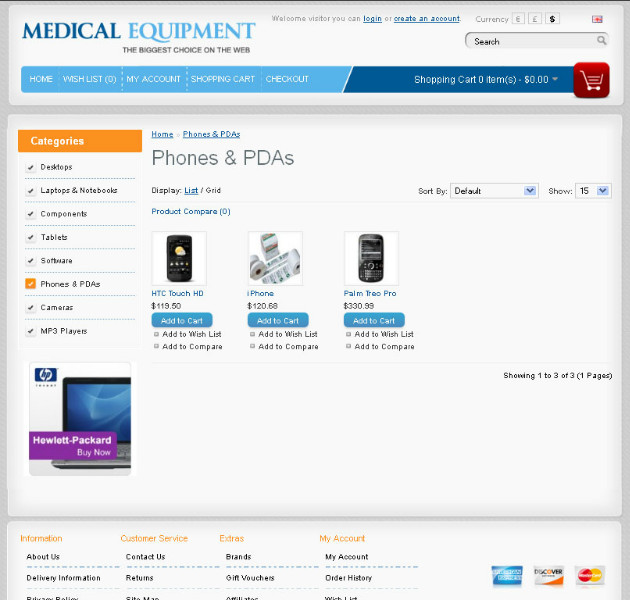 MEDICAL EQUIPMENT
THE BIGGEST CHOICE ON THE WEB
Welcome visitor you can login or create an account.
Currency € £ $
Search
HOME WISH LIST (0) MY ACCOUNT SHOPPING CART CHECKOUT
Shopping Cart 0 item(s) - $0.00
Categories
Desktops
Laptops & Notebooks
Components
Tablets
Software
Phones & PDAs
Cameras
MP3 Players
hp
invent
Hewlett-Packard
Buy Now
Home » Phones & PDAs
Phones & PDAs
Display: List / Grid
Sort By: Default Show: 15
Product Compare (0)
HTC Touch HD
$119.50
Add to Cart
Add to Wish List
Add to Compare
iPhone
$120.68
Add to Cart
Add to Wish List
Add to Compare
Palm Treo Pro
$330.99
Add to Cart
Add to Wish List
Add to Compare
Showing 1 to 3 of 3 (1 Pages)
Information
About Us
Delivery Information
Privacy Policy
Customer Service
Contact Us
Returns
Site Map
Extras
Brands
Gift Vouchers
Affiliates
My Account
My Account
Order History
Wish List
DISCOVER
MasterCard